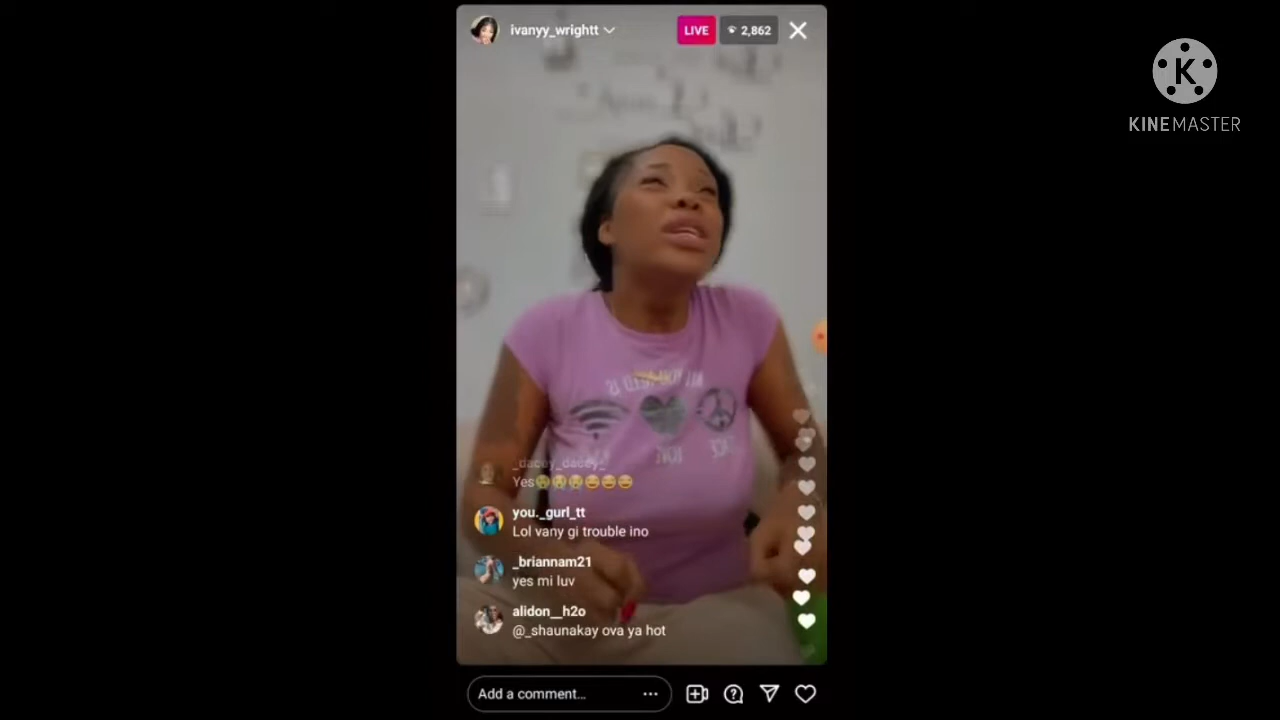 ivanyy_wrightt
LIVE
2,862
KINEMASTER
_dacey_dacey_
Yes😭😭😭😂😂😂
you._gurl_tt
Lol vany gi trouble ino
_briannam21
yes mi luv
alidon__h2o
@_shaunakay ova ya hot
Add a comment...